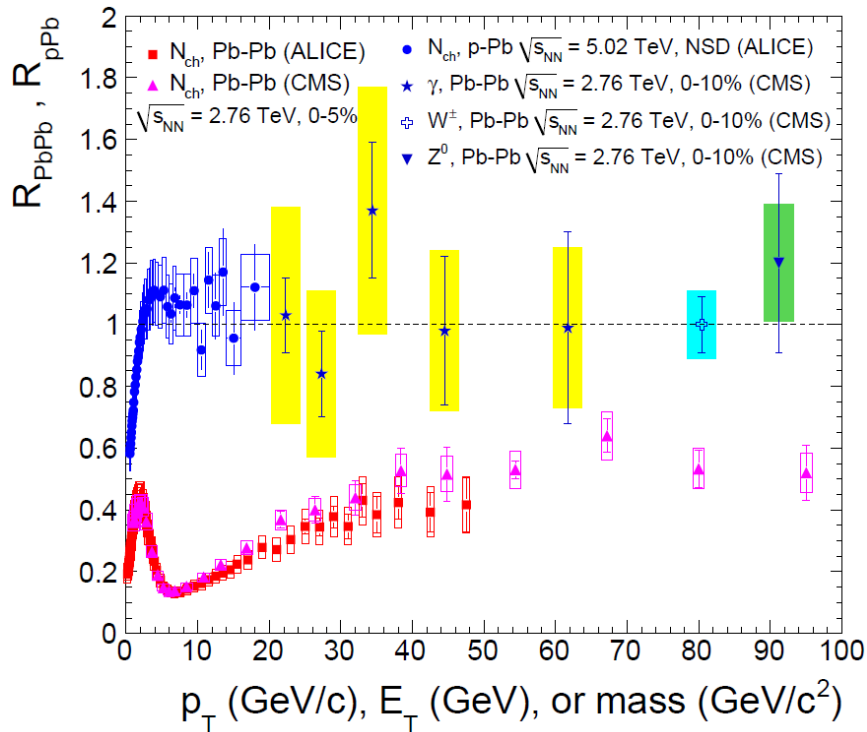 R_PbPb , R_pPb
2
1.8
1.6
1.4
1.2
1
0.8
0.6
0.4
0.2
0
N_ch, Pb-Pb (ALICE)
N_ch, Pb-Pb (CMS)
√s_NN = 2.76 TeV, 0-5%
N_ch, p-Pb √s_NN = 5.02 TeV, NSD (ALICE)
γ, Pb-Pb √s_NN = 2.76 TeV, 0-10% (CMS)
W^±, Pb-Pb √s_NN = 2.76 TeV, 0-10% (CMS)
Z^0, Pb-Pb √s_NN = 2.76 TeV, 0-10% (CMS)
0 10 20 30 40 50 60 70 80 90 100
p_T (GeV/c), E_T (GeV), or mass (GeV/c^2)